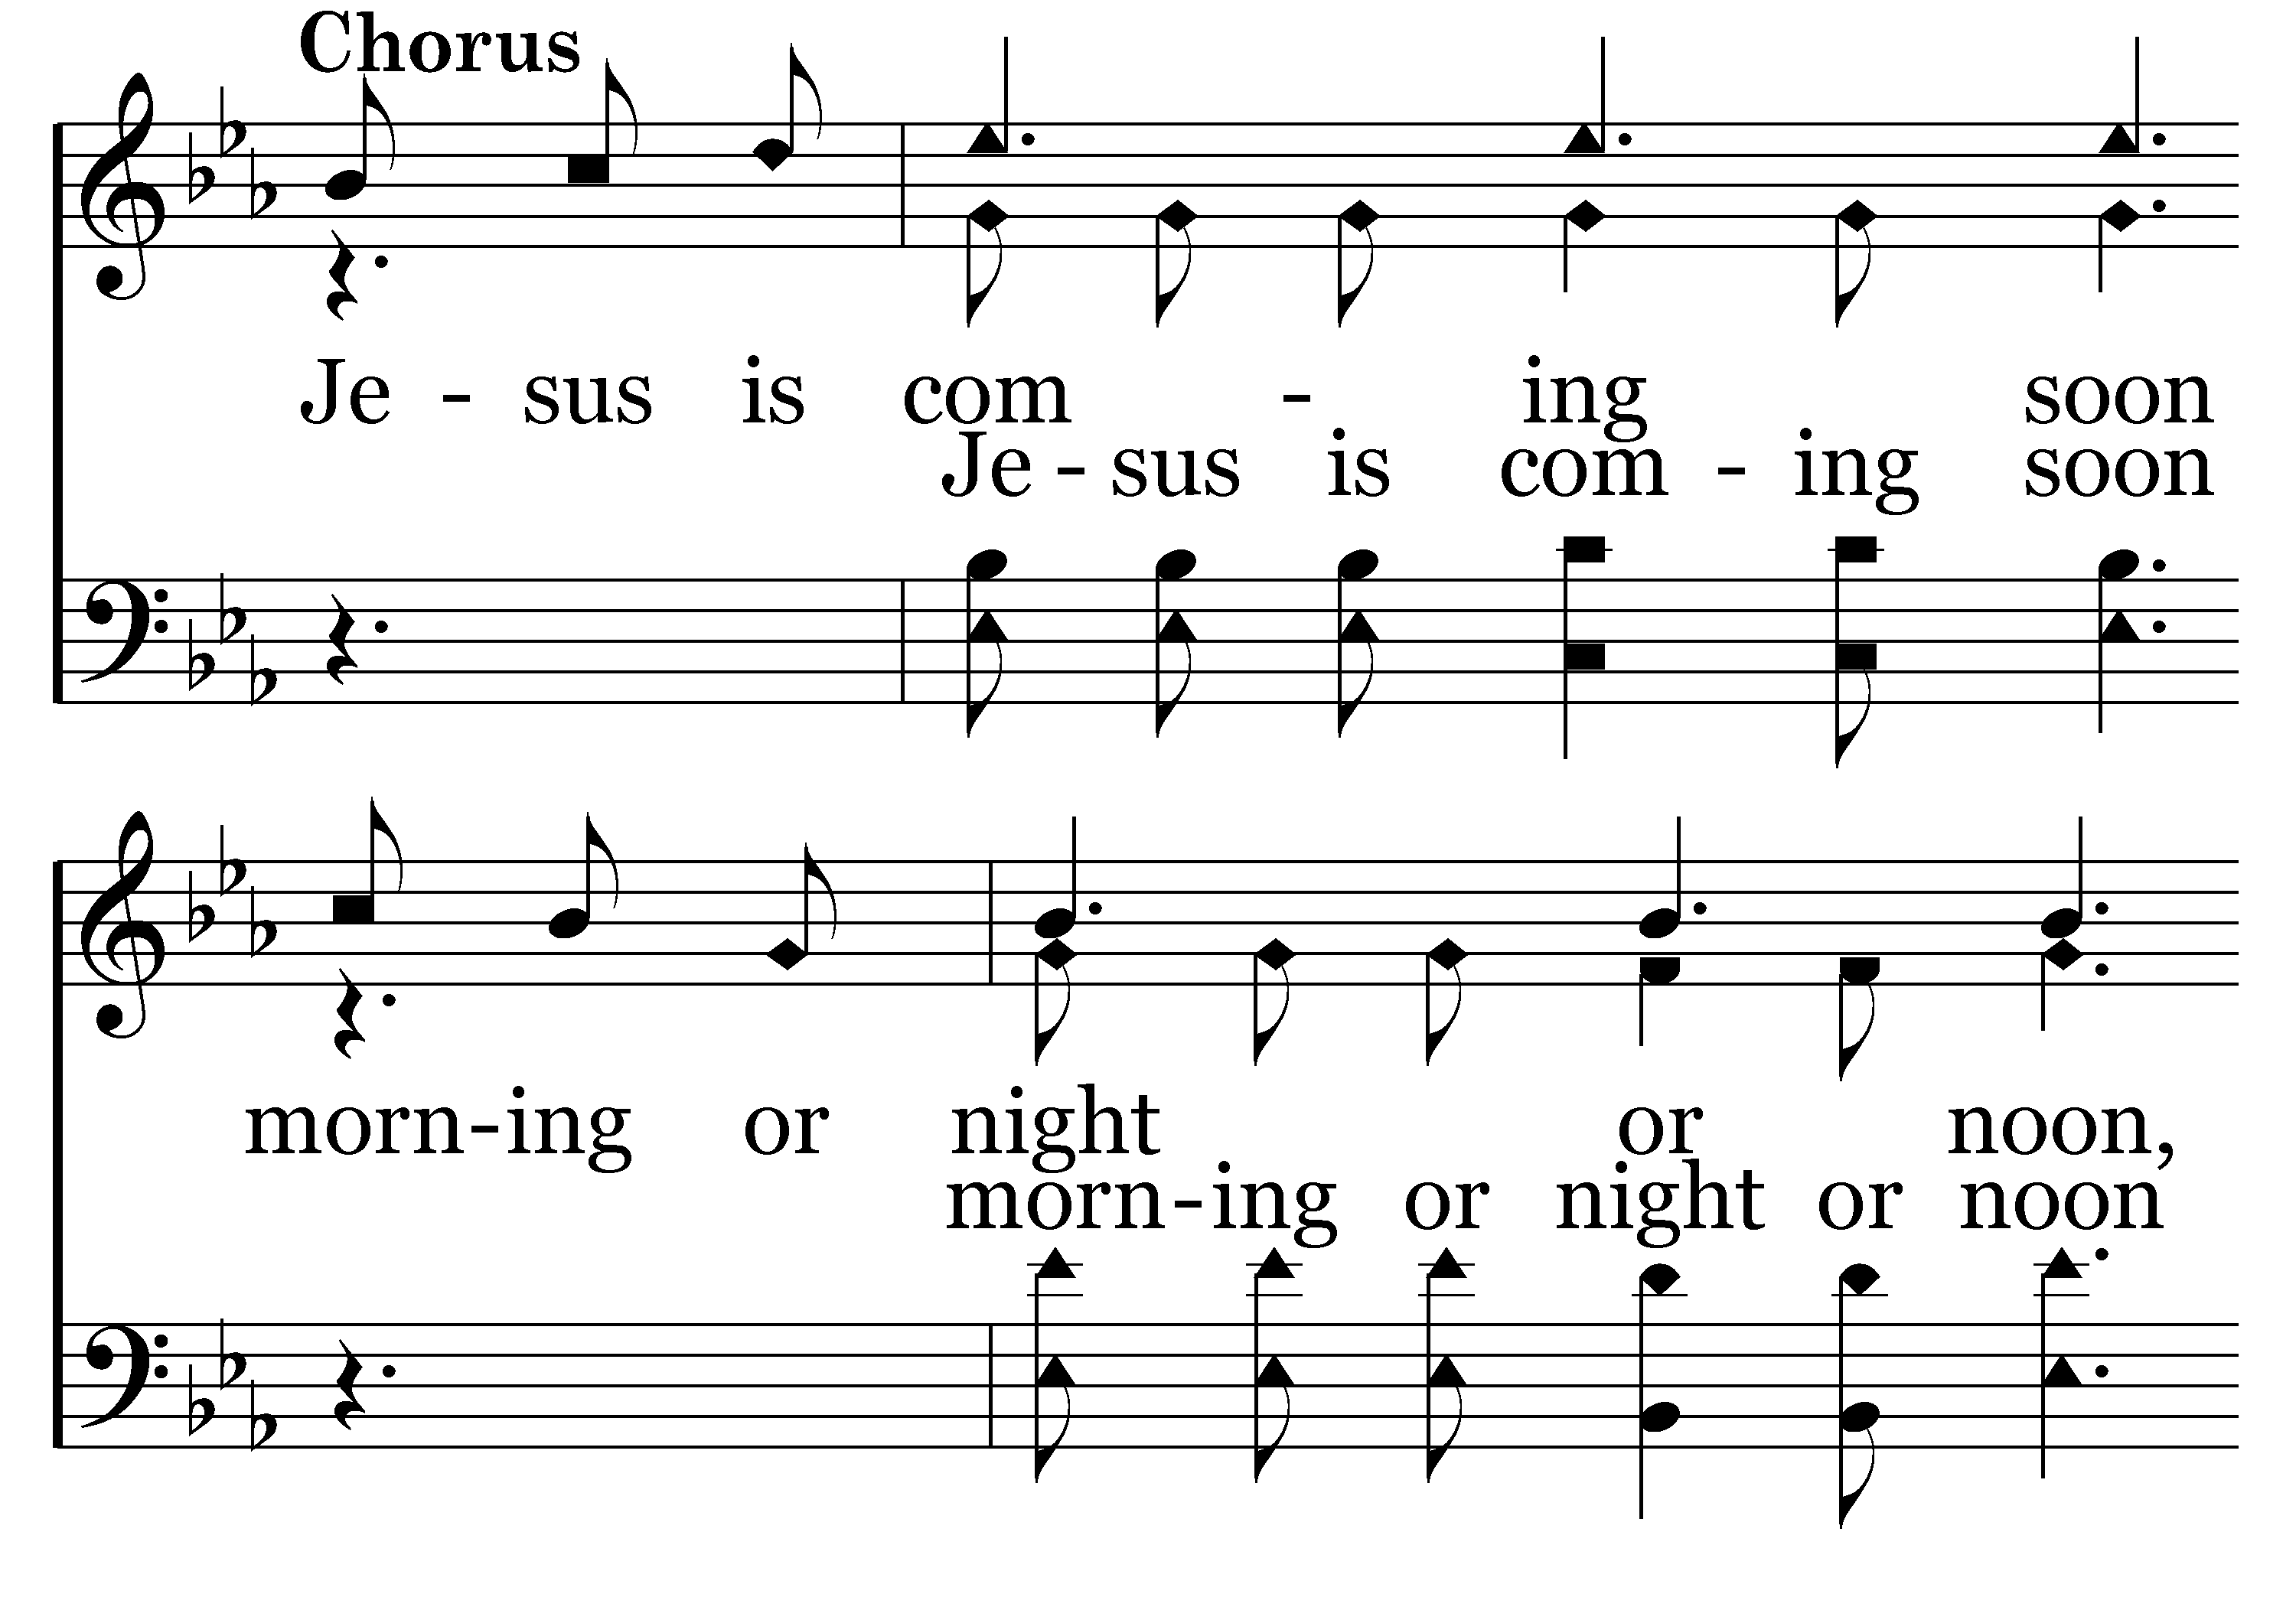 Chorus
Je - sus is com - ing soon
Je - sus is com - ing soon
morn-ing or night or noon,
morn-ing or night or noon